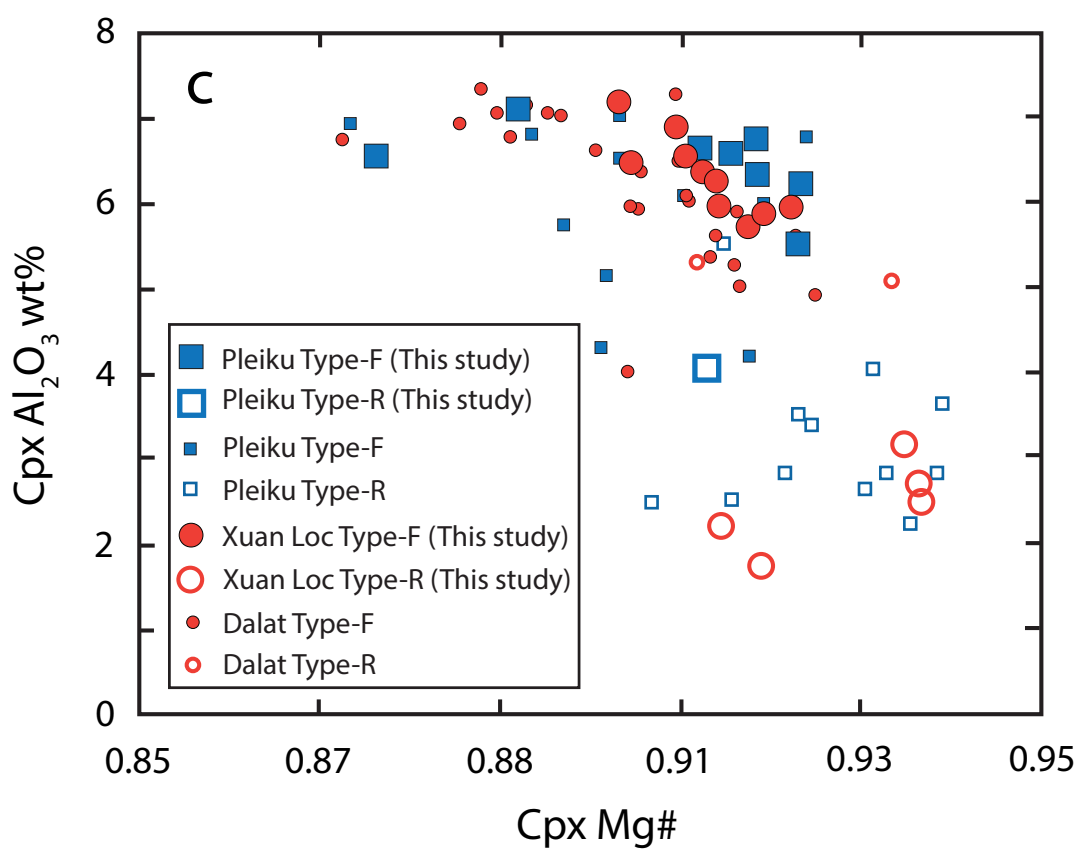 8
C
6
4
2
0
Cpx Al2O3 wt%
Pleiku Type-F (This study)
Pleiku Type-R (This study)
Pleiku Type-F
Pleiku Type-R
Xuan Loc Type-F (This study)
Xuan Loc Type-R (This study)
Dalat Type-F
Dalat Type-R
0.85 0.87 0.88 0.91 0.93 0.95
Cpx Mg#